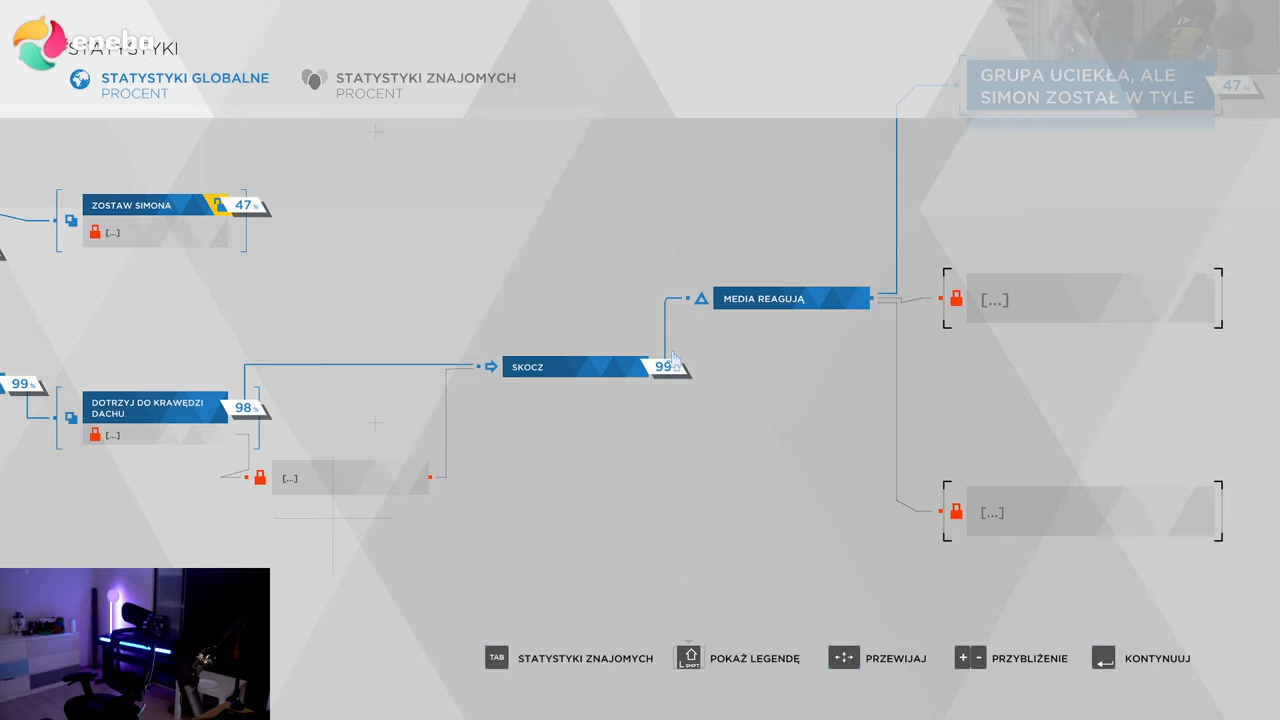 eneba
STATYSTYKI
STATYSTYKI GLOBALNE
PROCENT
STATYSTYKI ZNAJOMYCH
PROCENT
GRUPA UCIEKŁA, ALE
SIMON ZOSTAŁ W TYLE
47%
ZOSTAW SIMONA
47%
[...]
MEDIA REAGUJĄ
[...]
SKOCZ
99
99%
DOTRZYJ DO KRAWĘDZI
DACHU
98%
[...]
[...]
[...]
TAB STATYSTYKI ZNAJOMYCH
L SHIFT POKAŻ LEGENDĘ
PRZEWIJAJ
+ - PRZYBLIŻENIE
KONTYNUUJ